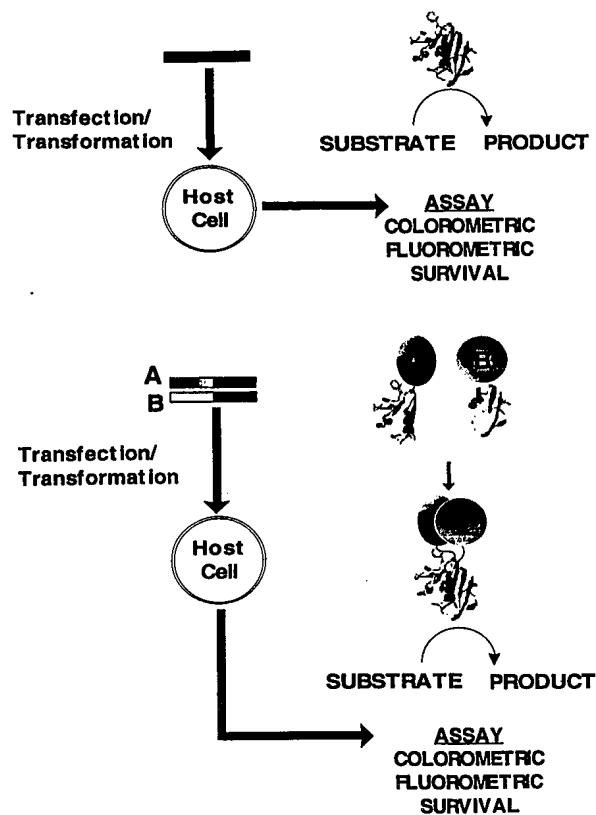 Transfection/
Transformation
SUBSTRATE PRODUCT
Host
Cell
ASSAY
COLOROMETRIC
FLUOROMETRIC
SURVIVAL
A
B
B
Transfection/
Transformation
Host
Cell
SUBSTRATE PRODUCT
ASSAY
COLOROMETRIC
FLUOROMETRIC
SURVIVAL